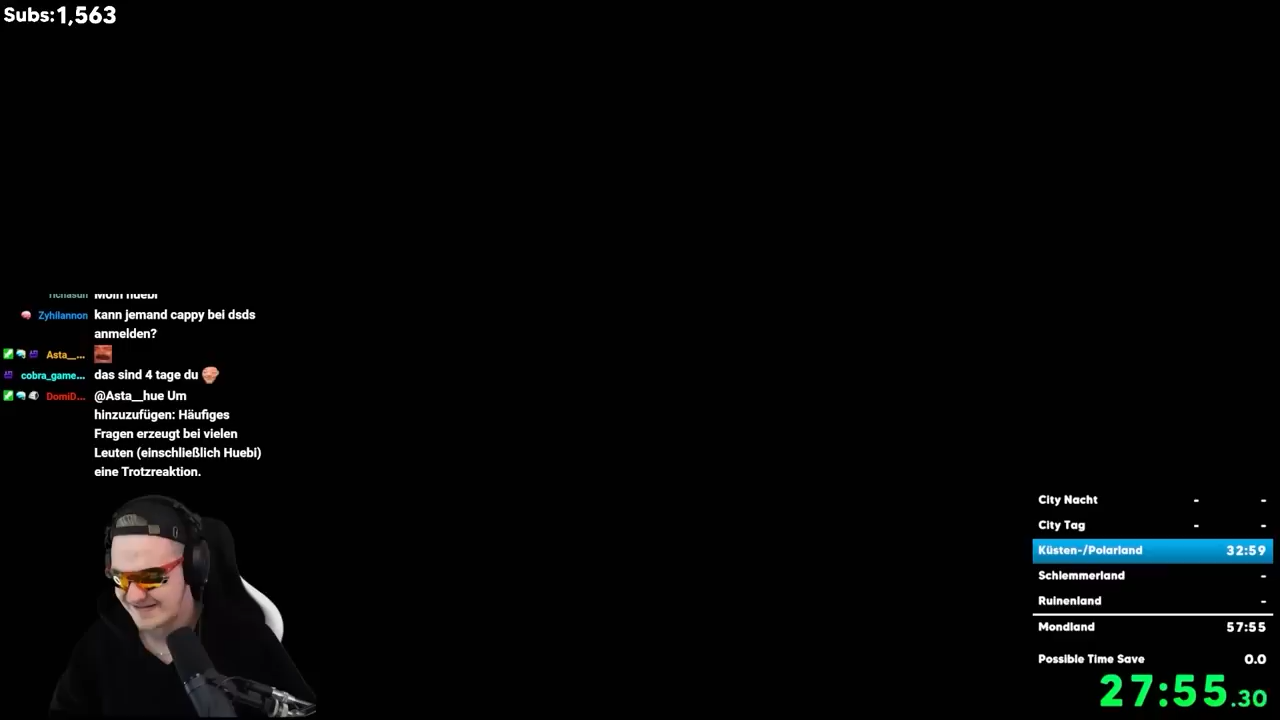 Subs: 1,563
Moin huebi
Zyhilannon kann jemand cappy bei dsds
anmelden?
Asta__...
cobra_game... das sind 4 tage du
DomiD... @Asta__hue Um
hinzuzufügen: Häufiges
Fragen erzeugt bei vielen
Leuten (einschließlich Huebi)
eine Trotzreaktion.
City Nacht - -
City Tag - -
Küsten-/Polarland 32:59
Schlemmerland -
Ruinenland -
Mondland 57:55
Possible Time Save 0.0
27:55.30